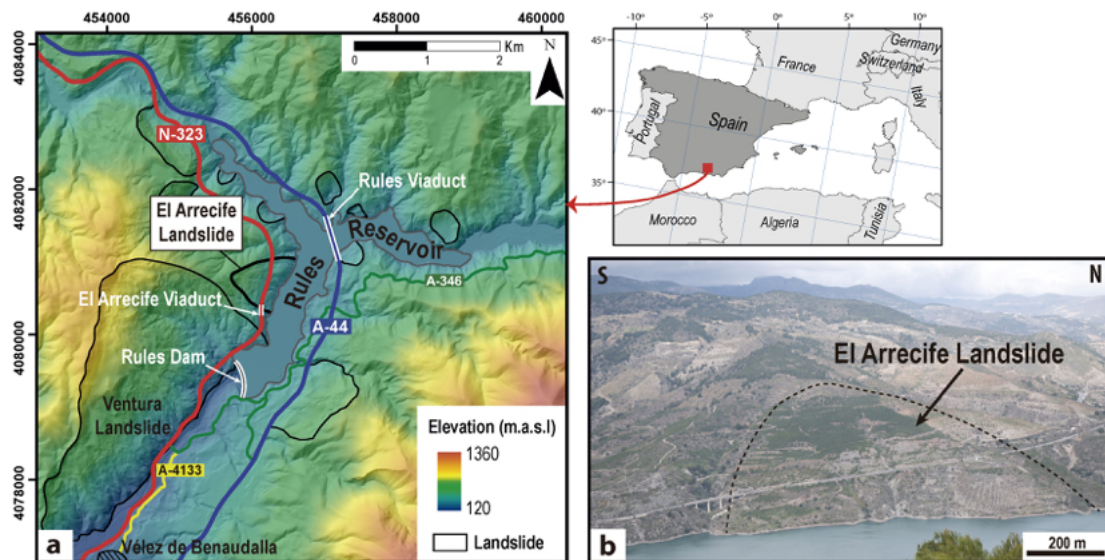 454000
456000
458000
460000
4084000
4082000
4080000
4078000
0
1
2
Km
N
N-323
Rules Viaduct
El Arrecife
Landslide
Reservoir
Rules
A-346
El Arrecife Viaduct
A-44
Rules Dam
Ventura
Landslide
A-4133
Vélez de Benaudalla
Elevation (m.a.s.l)
1360
120
Landslide
a
-10°
-5°
0°
5°
10°
45°
40°
35°
Germany
France
Switzerland
Italy
Portugal
Spain
Morocco
Algeria
Tunisia
S
N
El Arrecife Landslide
b
200 m